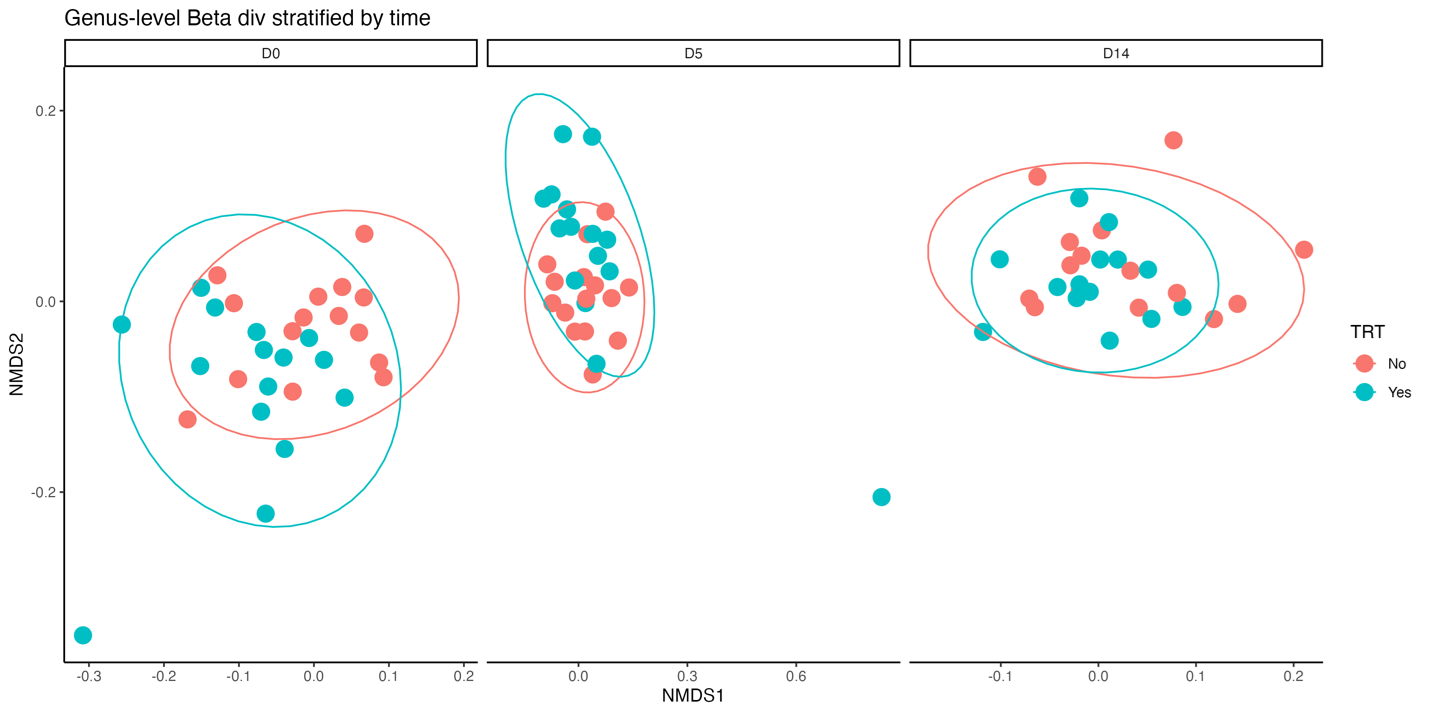 Genus-level Beta div stratified by time
D0
D5
D14
0.2
0.0
-0.2
NMDS2
-0.3 -0.2 -0.1 0.0 0.1 0.2
0.0 0.3 0.6
-0.1 0.0 0.1 0.2
NMDS1
TRT
No
Yes